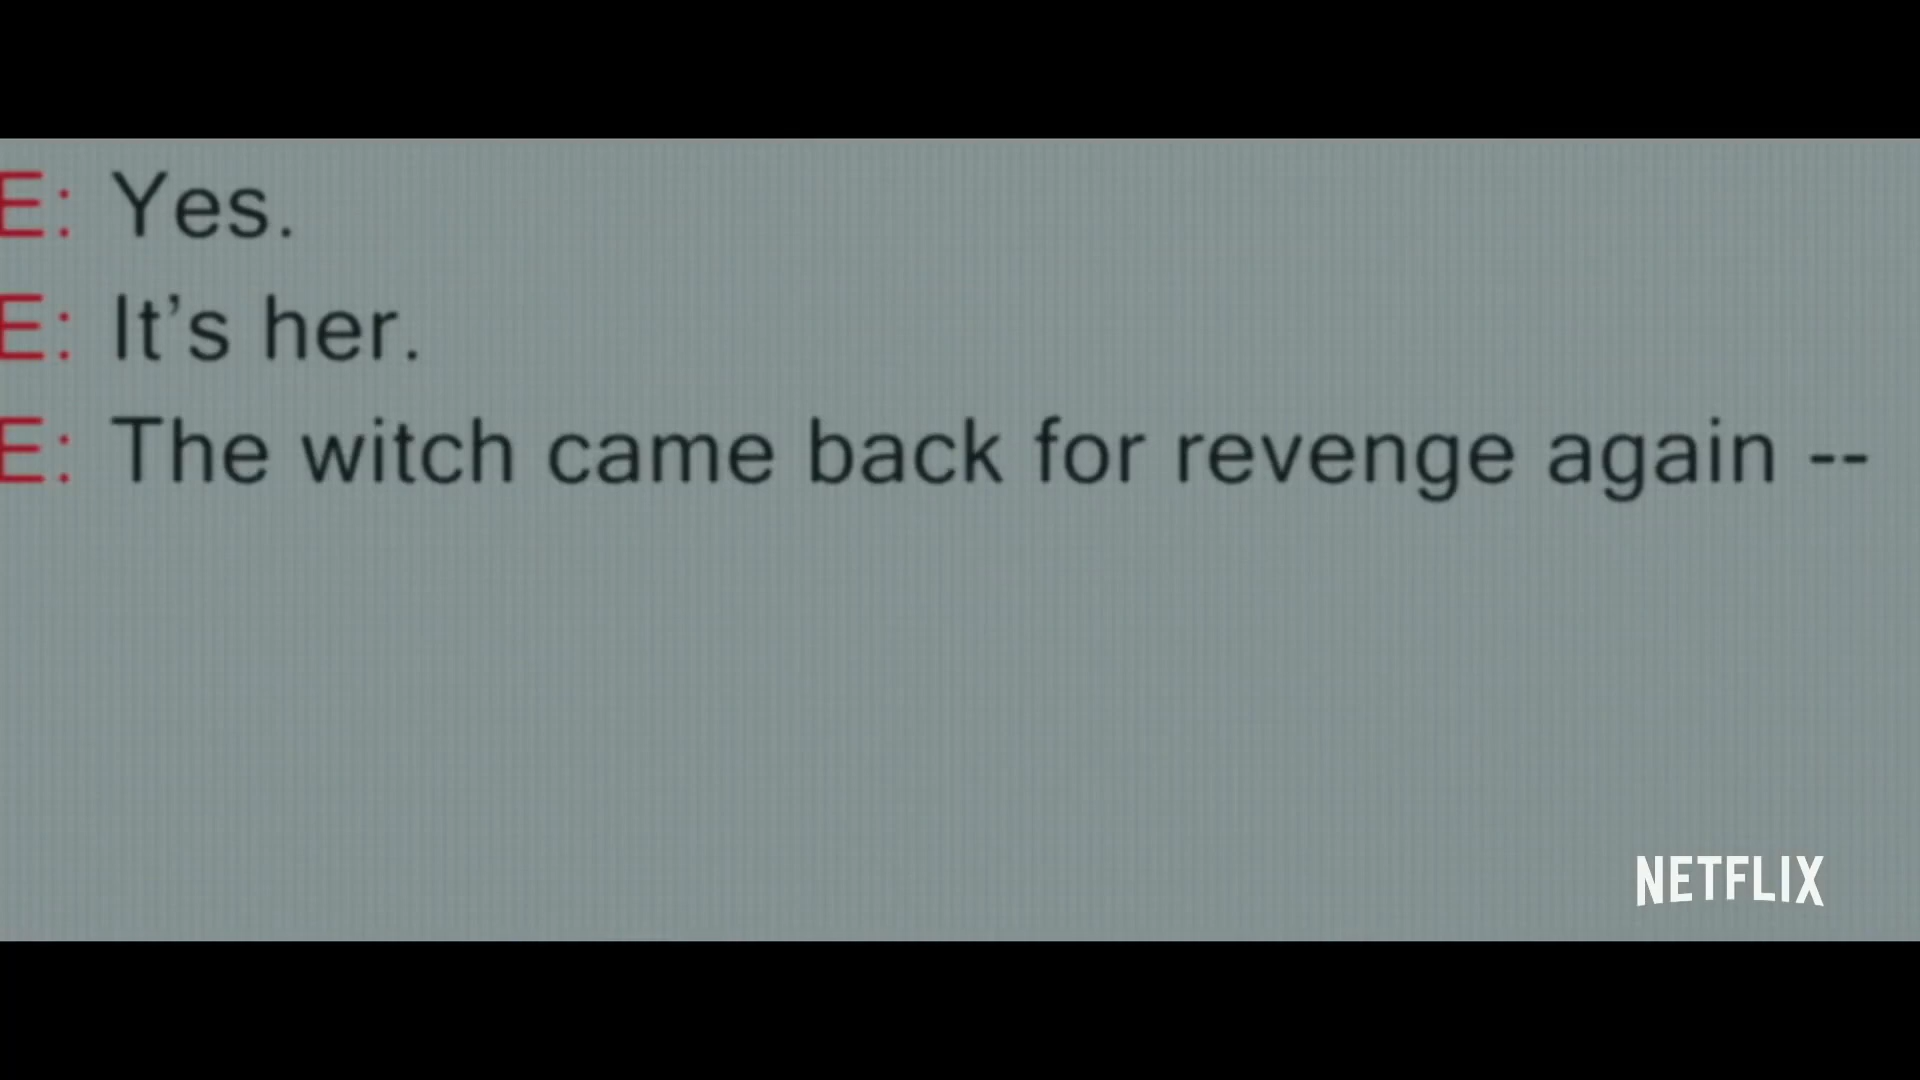 E: Yes.
E: It’s her.
E: The witch came back for revenge again --
NETFLIX